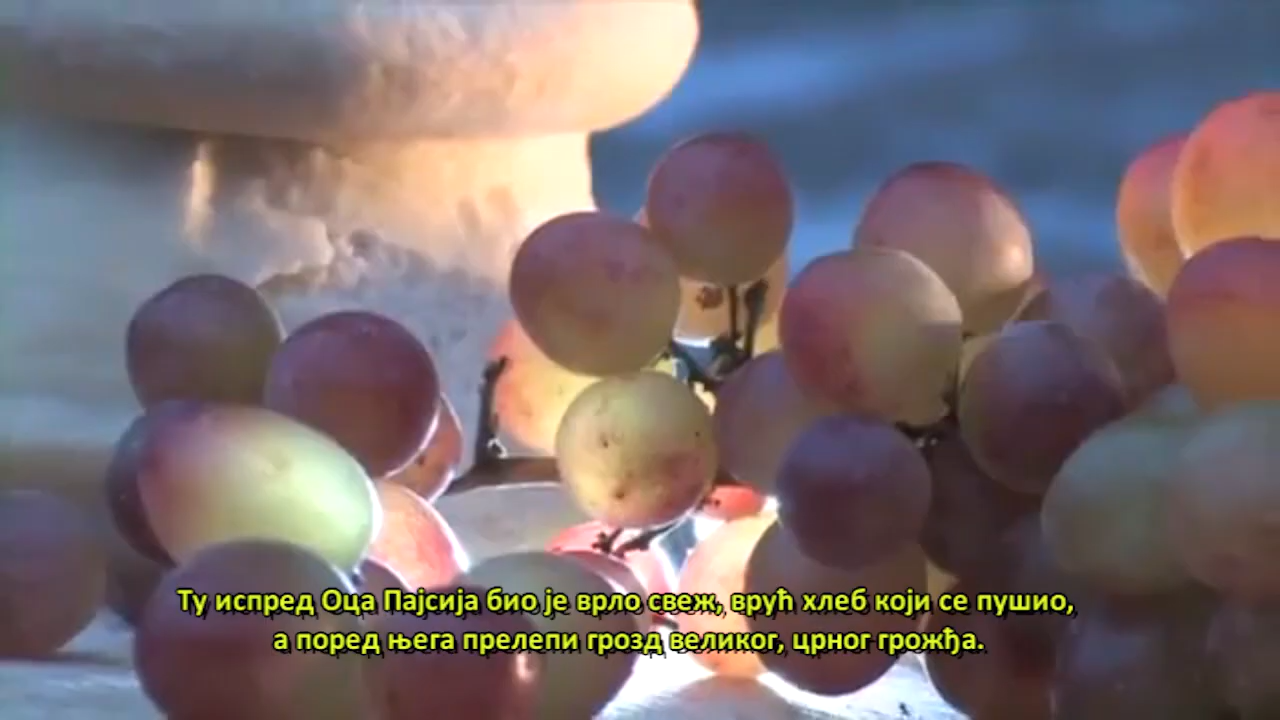 Ту испред Оца Пајсија био је врло свеж, врућ хлеб који се пушио,
а поред њега прелепи грозд великог, црног грожђа.